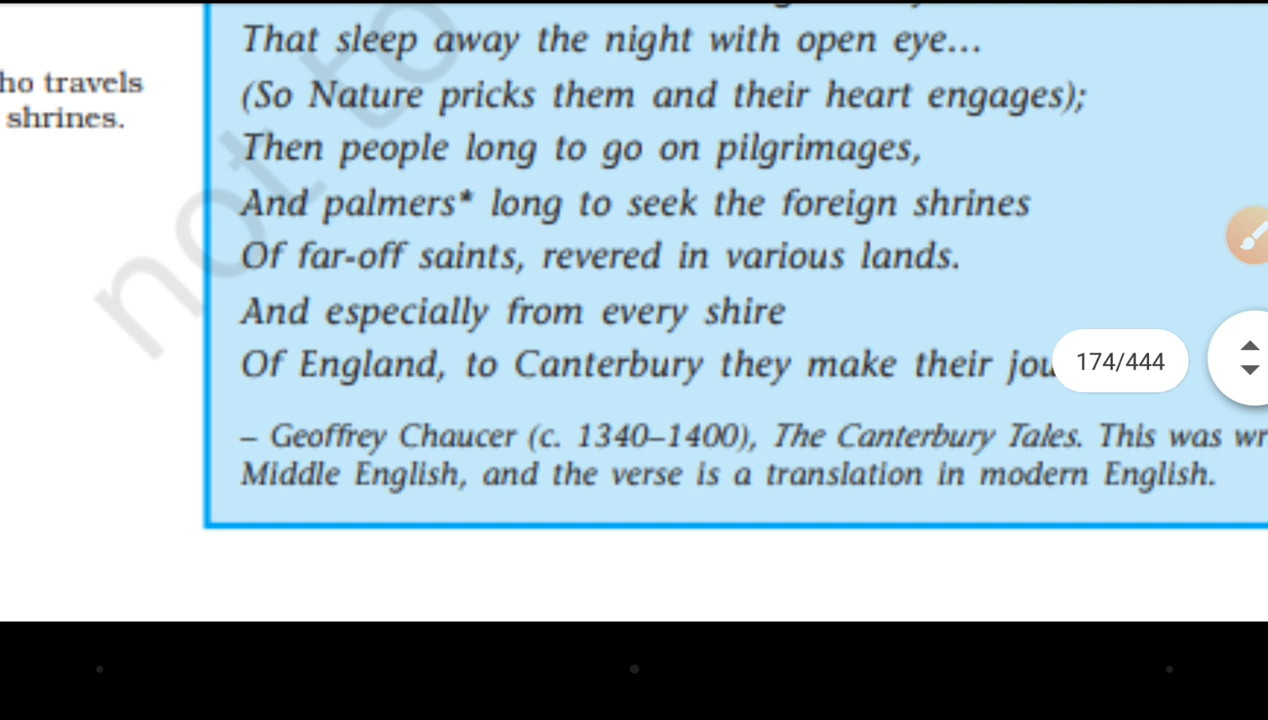 That sleep away the night with open eye...
ho travels
(So Nature pricks them and their heart engages);
shrines.
Then people long to go on pilgrimages,
And palmers* long to seek the foreign shrines
Of far-off saints, revered in various lands.
And especially from every shire
Of England, to Canterbury they make their jou
174/444
– Geoffrey Chaucer (c. 1340–1400), The Canterbury Tales. This was wr
Middle English, and the verse is a translation in modern English.
not to